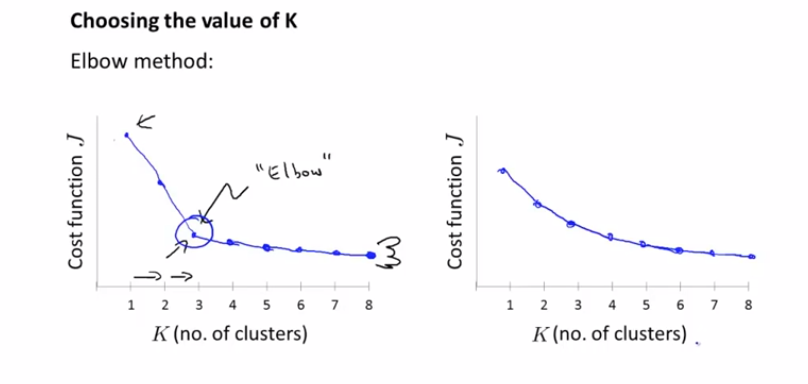 Choosing the value of K
Elbow method:
Cost function J
"Elbow"
1 2 3 4 5 6 7 8
K (no. of clusters)
Cost function J
1 2 3 4 5 6 7 8
K (no. of clusters)